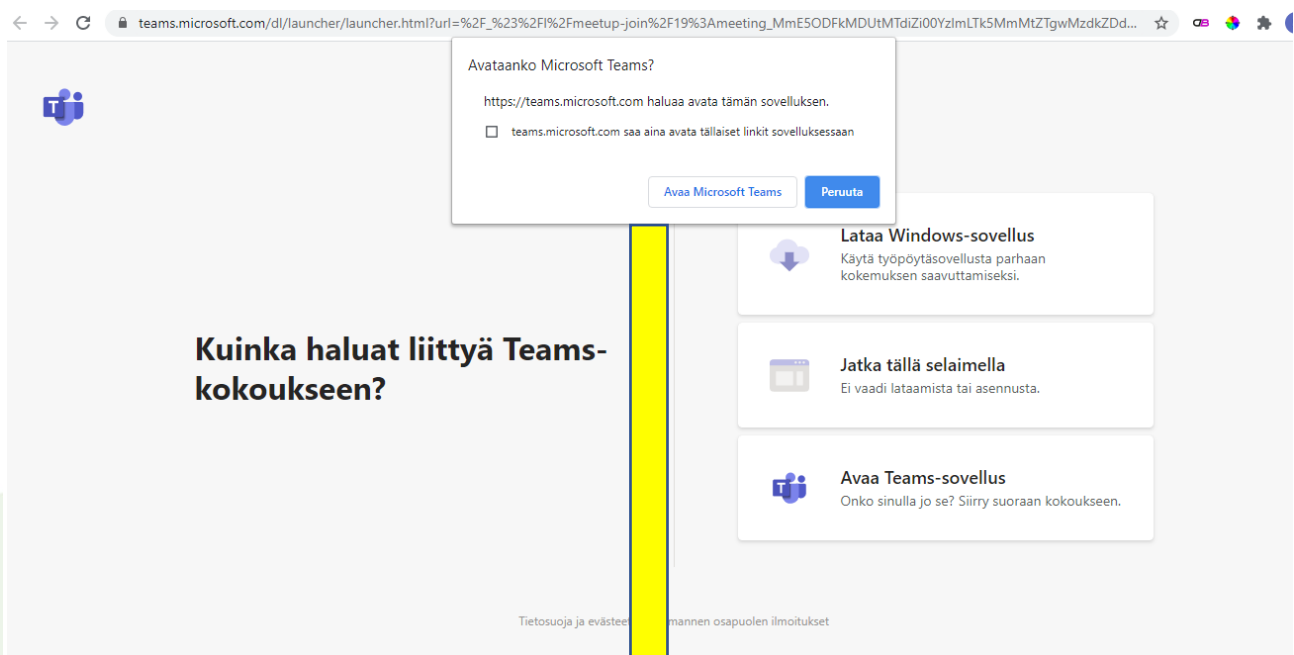 teams.microsoft.com/dl/launcher/launcher.html?url=%2F_%23%2Fl%2Fmeetup-join%2F19%3Ameeting_MmE5ODFkMDUtMTdiZi00YzlmLTk5MmMtZTgwMzdkZDd...
Avataanko Microsoft Teams?
https://teams.microsoft.com haluaa avata tämän sovelluksen.
teams.microsoft.com saa aina avata tällaiset linkit sovelluksessaan
Avaa Microsoft Teams
Peruuta
Kuinka haluat liittyä Teams-
kokoukseen?
Lataa Windows-sovellus
Käytä työpöytäsovellusta parhaan
kokemuksen saavuttamiseksi.
Jatka tällä selaimella
Ei vaadi lataamista tai asennusta.
Avaa Teams-sovellus
Onko sinulla jo se? Siirry suoraan kokoukseen.
Tietosuoja ja evästeet mannen osapuolen ilmoitukset